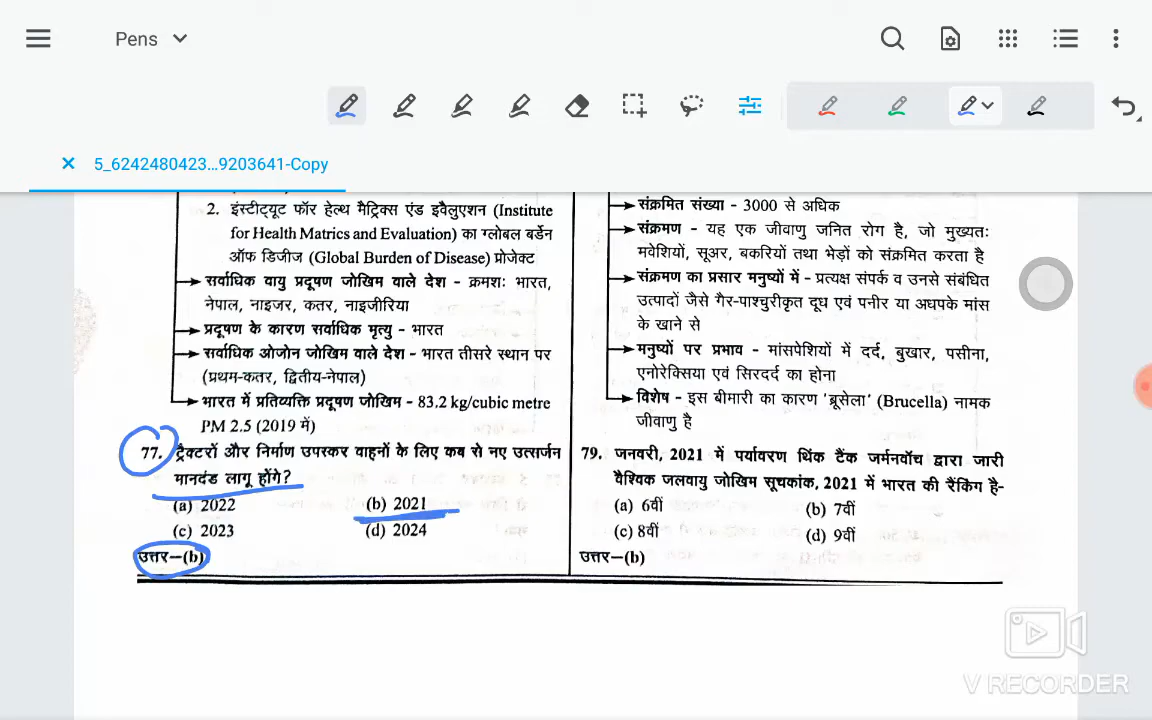 Pens
5_6242480423...9203641-Copy
2. इंस्टीट्यूट फॉर हेल्थ मैट्रिक्स एंड इवैलुएशन (Institute
for Health Matrics and Evaluation) का ग्लोबल बर्डेन
ऑफ डिजीज (Global Burden of Disease) प्रोजेक्ट
सर्वाधिक वायु प्रदूषण जोखिम वाले देश - क्रमशः भारत,
नेपाल, नाइजर, कतर, नाइजीरिया
प्रदूषण के कारण सर्वाधिक मृत्यु - भारत
सर्वाधिक ओजोन जोखिम वाले देश - भारत तीसरे स्थान पर
(प्रथम-कतर, द्वितीय-नेपाल)
भारत में प्रतिव्यक्ति प्रदूषण जोखिम - 83.2 kg/cubic metre
PM 2.5 (2019 में)
77. ट्रैक्टरों और निर्माण उपस्कर वाहनों के लिए कब से नए उत्सर्जन
मानदंड लागू होंगे?
(a) 2022 (b) 2021
(c) 2023 (d) 2024
उत्तर–(b)
संक्रमित संख्या - 3000 से अधिक
संक्रमण - यह एक जीवाणु जनित रोग है, जो मुख्यतः
मवेशियों, सूअर, बकरियों तथा भेड़ों को संक्रमित करता है
संक्रमण का प्रसार मनुष्यों में - प्रत्यक्ष संपर्क व उनसे संबंधित
उत्पादों जैसे गैर-पाश्चुरीकृत दूध एवं पनीर या अधपके मांस
के खाने से
मनुष्यों पर प्रभाव - मांसपेशियों में दर्द, बुखार, पसीना,
एनोरेक्सिया एवं सिरदर्द का होना
विशेष - इस बीमारी का कारण 'ब्रूसेला' (Brucella) नामक
जीवाणु है
79. जनवरी, 2021 में पर्यावरण थिंक टैंक जर्मनवॉच द्वारा जारी
वैश्विक जलवायु जोखिम सूचकांक, 2021 में भारत की रैंकिंग है-
(a) 6वीं (b) 7वीं
(c) 8वीं (d) 9वीं
उत्तर–(b)
V RECORDER